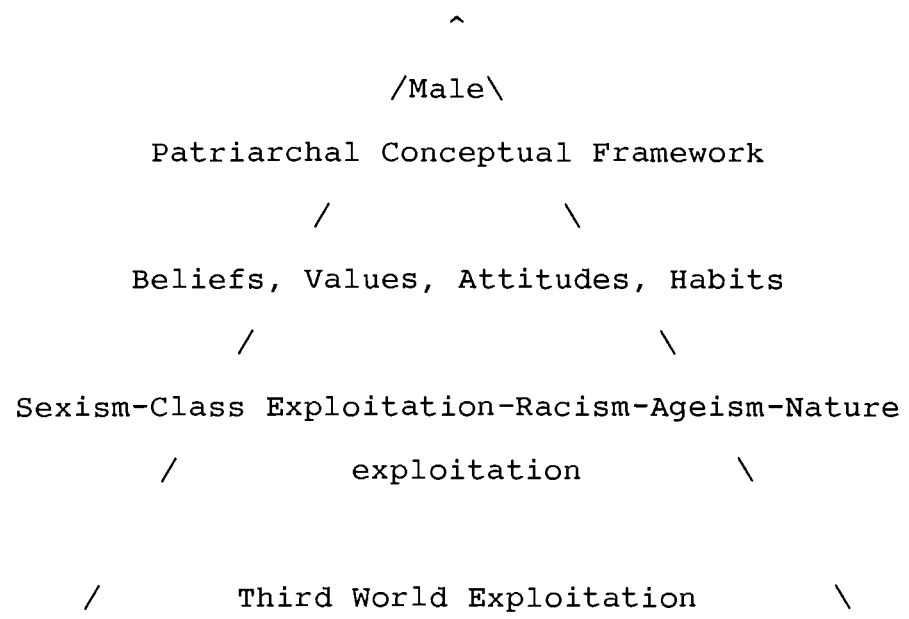 ^
/Male\
Patriarchal Conceptual Framework
/ \
Beliefs, Values, Attitudes, Habits
/ \
Sexism-Class Exploitation-Racism-Ageism-Nature
/ exploitation \
/ Third World Exploitation \